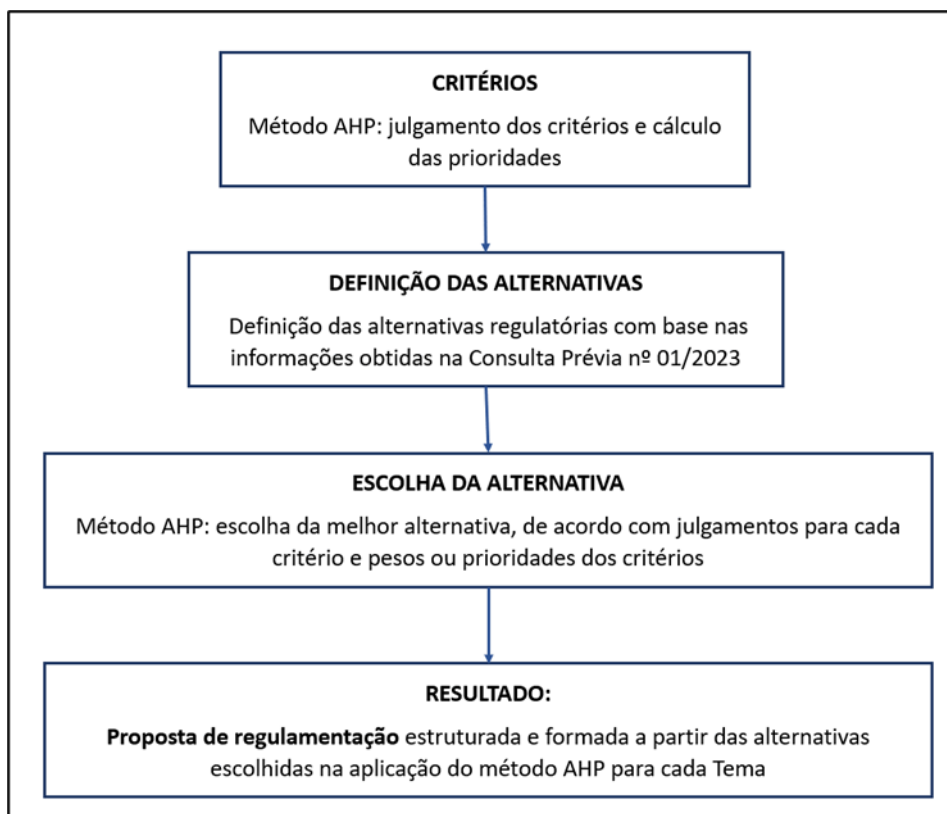 CRITÉRIOS
Método AHP: julgamento dos critérios e cálculo
das prioridades
DEFINIÇÃO DAS ALTERNATIVAS
Definição das alternativas regulatórias com base nas
informações obtidas na Consulta Prévia nº 01/2023
ESCOLHA DA ALTERNATIVA
Método AHP: escolha da melhor alternativa, de acordo com julgamentos para cada
critério e pesos ou prioridades dos critérios
RESULTADO:
Proposta de regulamentação estruturada e formada a partir das alternativas
escolhidas na aplicação do método AHP para cada Tema